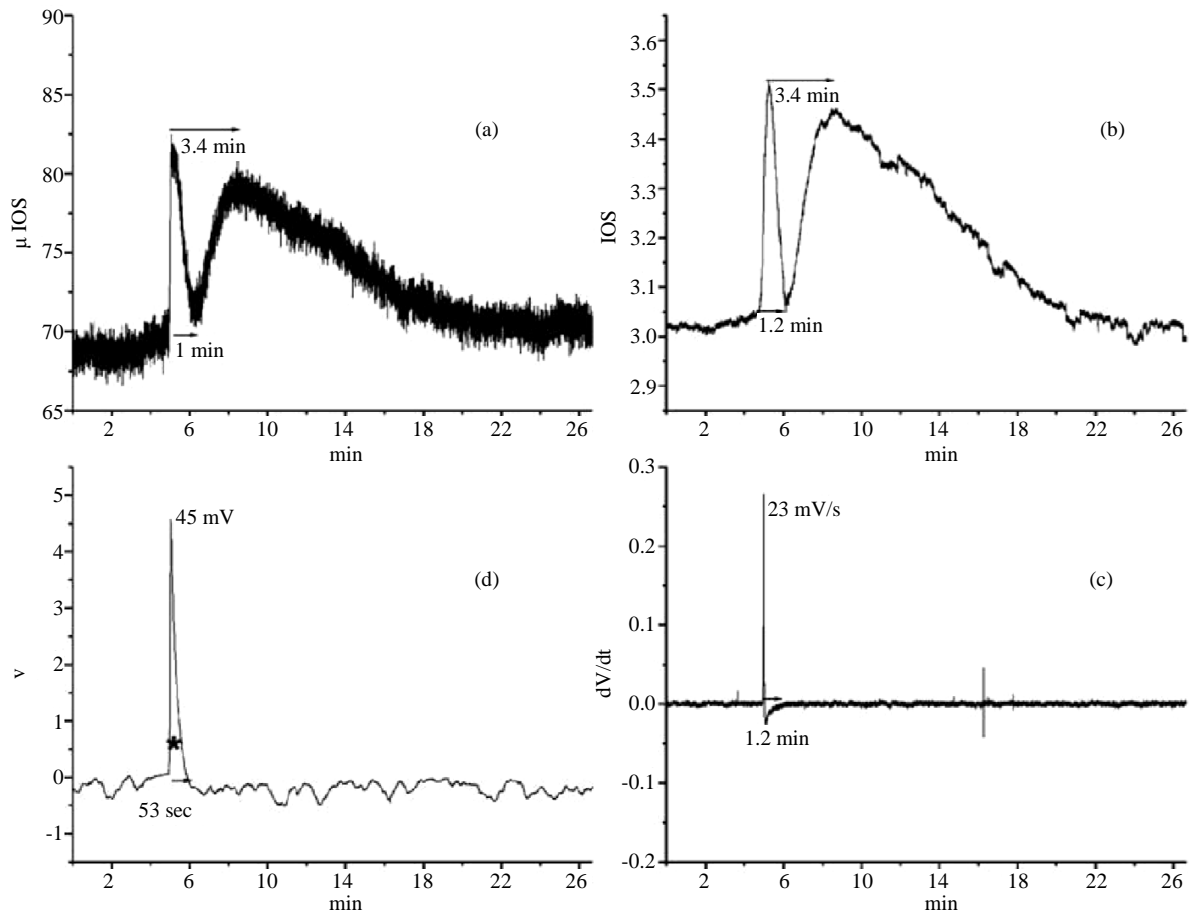 90
85
80
75
70
65
μ IOS
3.4 min
1 min
(a)
2 6 10 14 18 22 26
min
3.6
3.5
3.4
3.3
3.2
3.1
3.0
2.9
IOS
3.4 min
1.2 min
(b)
2 6 10 14 18 22 26
min
5
4
3
2
1
0
-1
v
45 mV
53 sec
(d)
2 6 10 14 18 22 26
min
0.3
0.2
0.1
0.0
-0.1
-0.2
dV/dt
23 mV/s
1.2 min
(c)
2 6 10 14 18 22 26
min